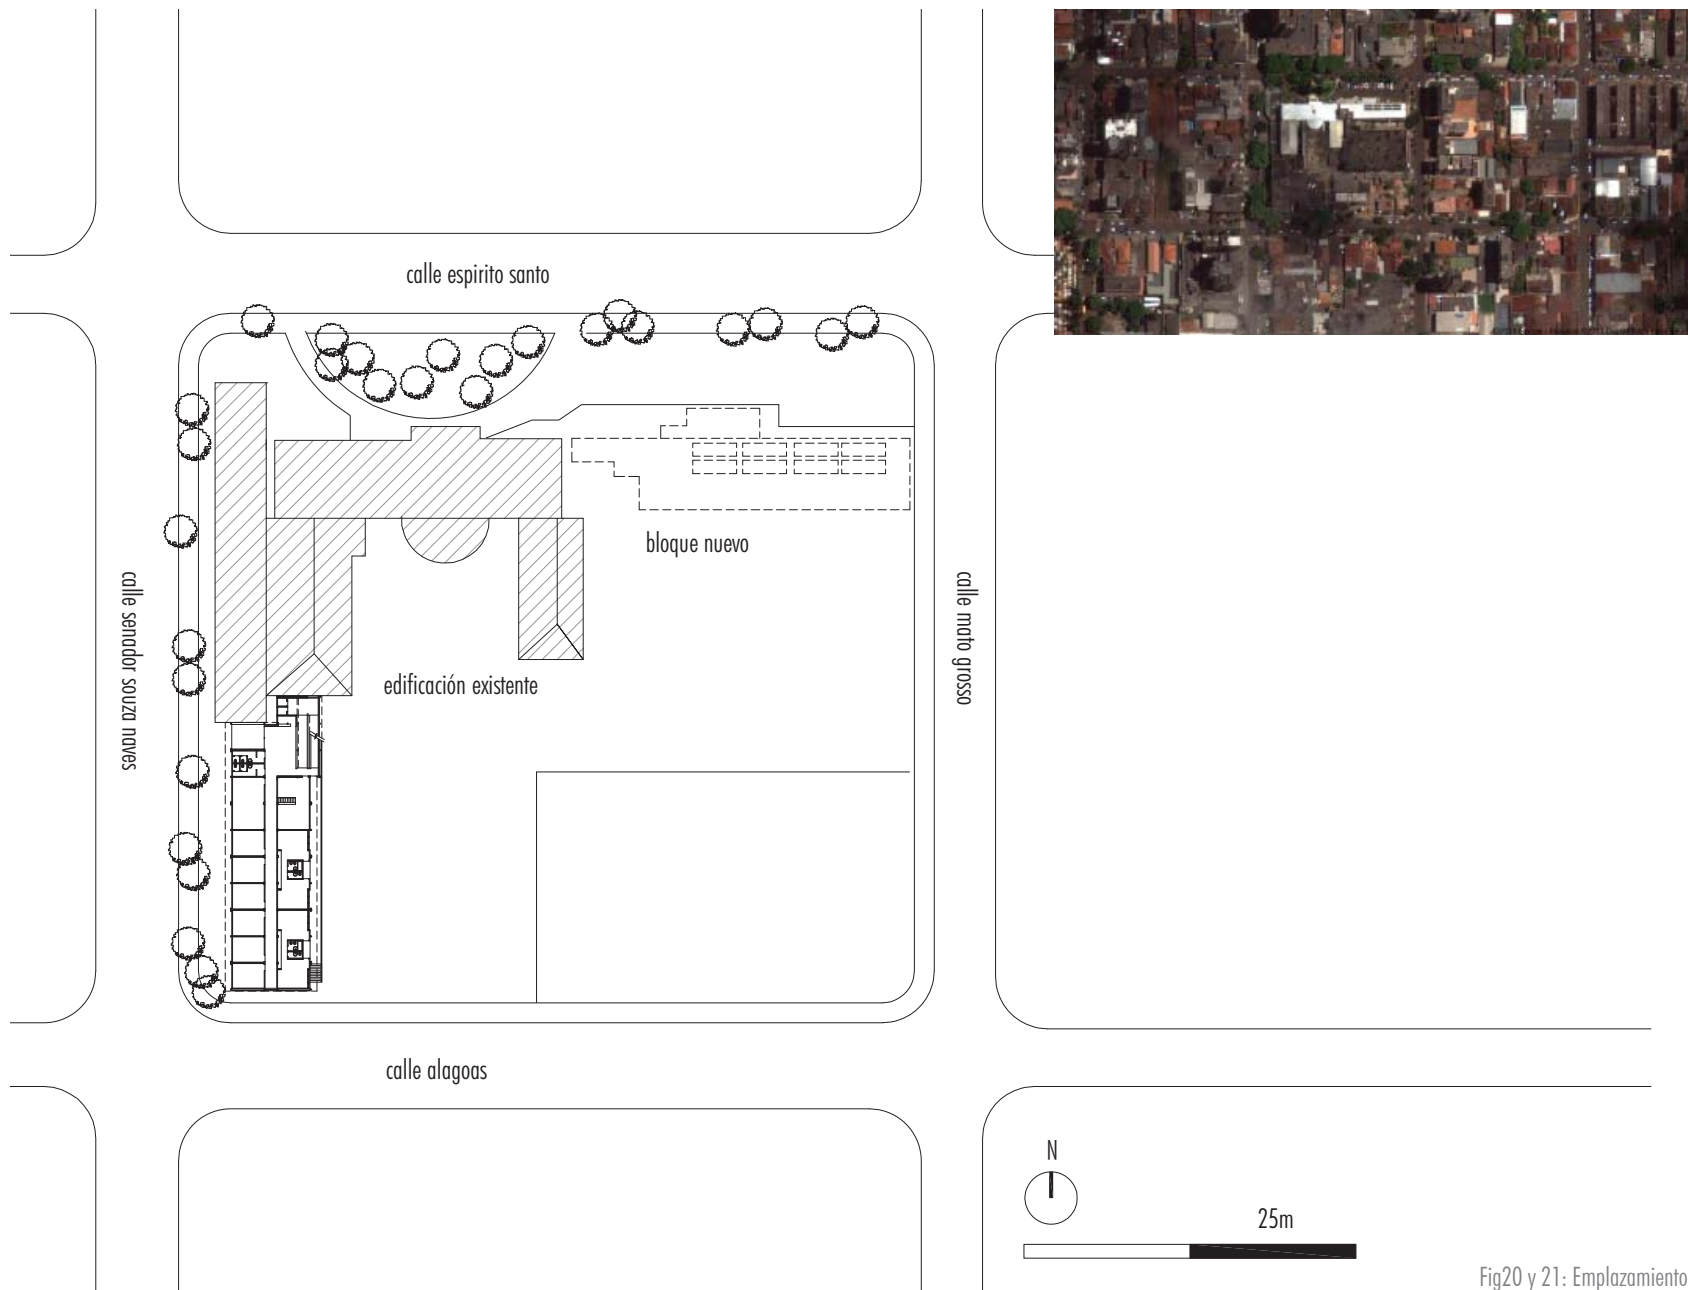 calle espirito santo
bloque nuevo
calle senador souza naves
calle mato grosso
edificación existente
calle alagoas
N
25m
Fig20 y 21: Emplazamiento